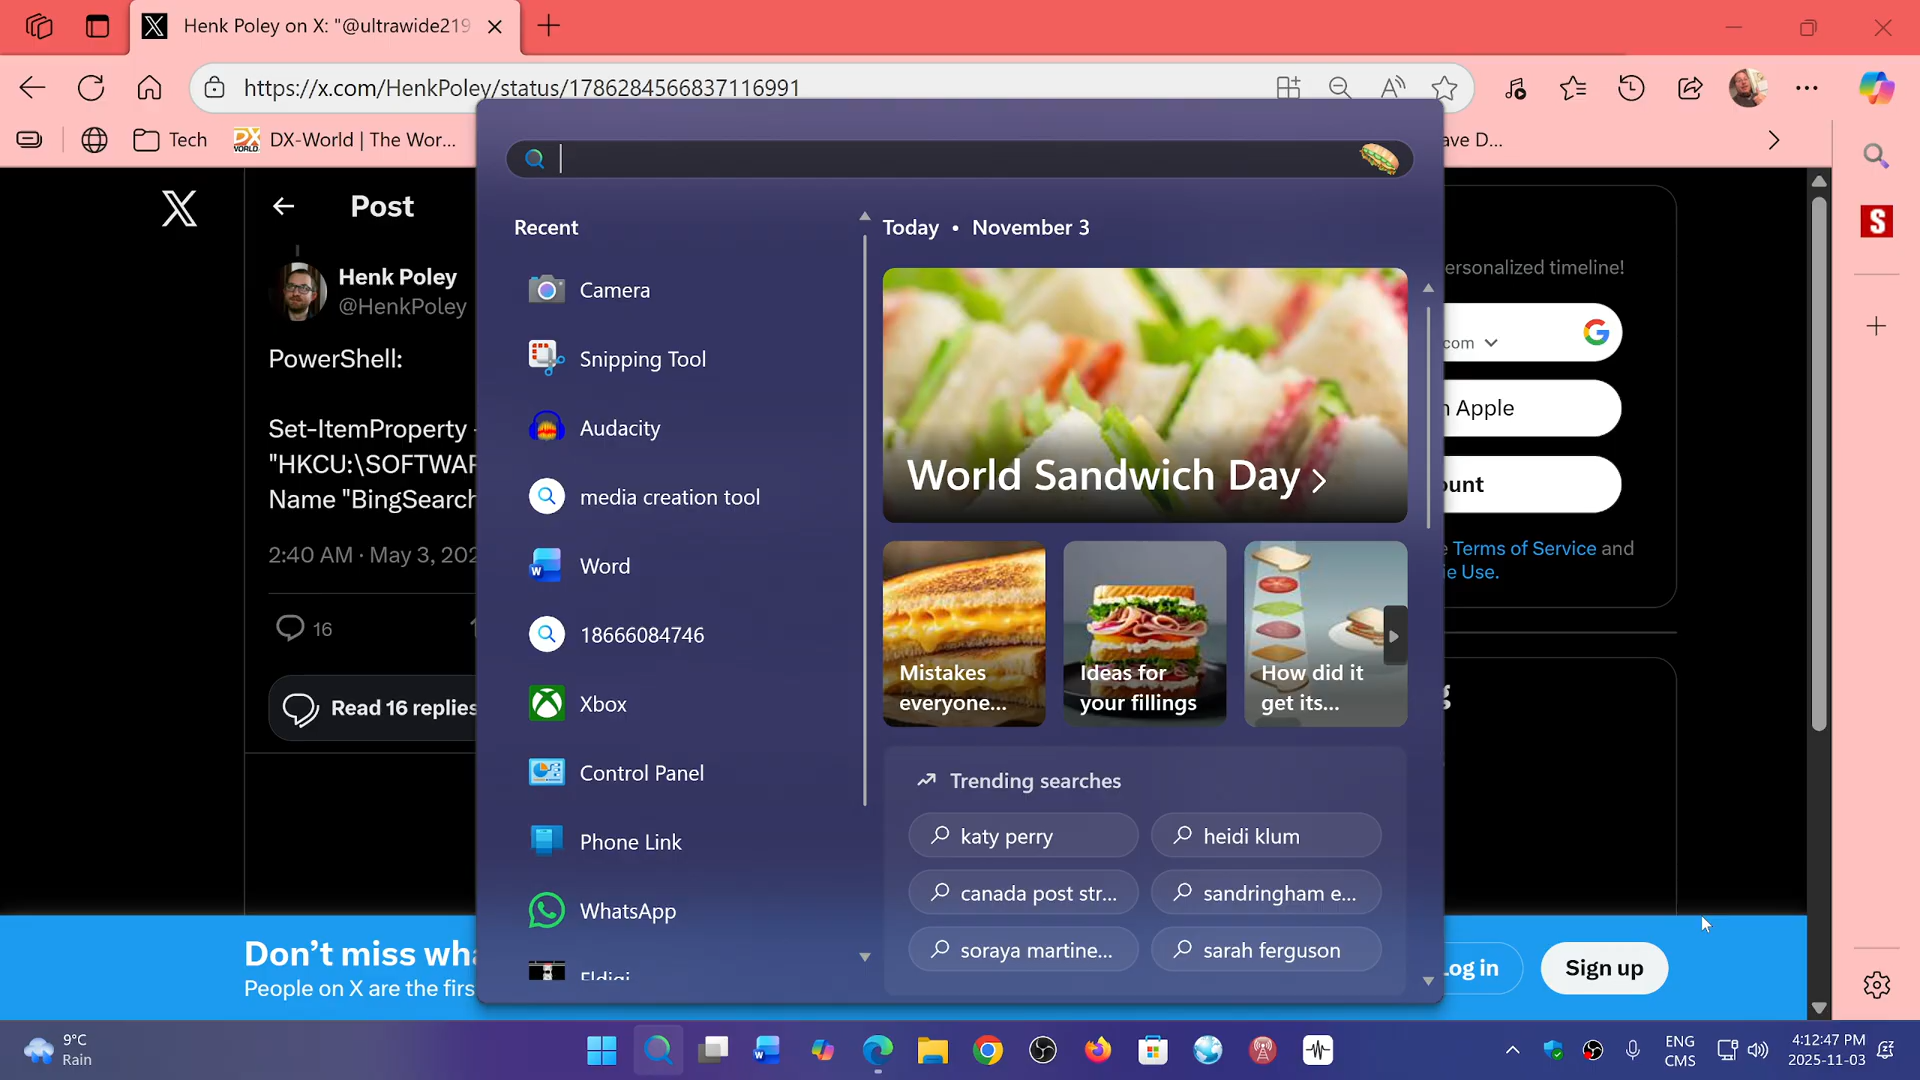 Henk Poley on X: "@ultrawide219
https://x.com/HenkPoley/status/1786284566837116991
Tech
DX-World | The Wor...
ave D...
Post
Henk Poley
@HenkPoley
PowerShell:
Set-ItemProperty -
"HKCU:\SOFTWAR
Name "BingSearch
2:40 AM · May 3, 202
16
Read 16 replies
Recent
Camera
Snipping Tool
Audacity
media creation tool
Word
18666084746
Xbox
Control Panel
Phone Link
WhatsApp
Fldigi
Today • November 3
World Sandwich Day
Mistakes
everyone...
Ideas for
your fillings
How did it
get its...
Trending searches
katy perry
heidi klum
canada post str...
sandringham e...
soraya martine...
sarah ferguson
ersonalized timeline!
com
n Apple
ount
e Terms of Service and
ie Use.
g
Don't miss wha
People on X are the firs
Log in
Sign up
9°C
Rain
ENG
CMS
4:12:47 PM
2025-11-03